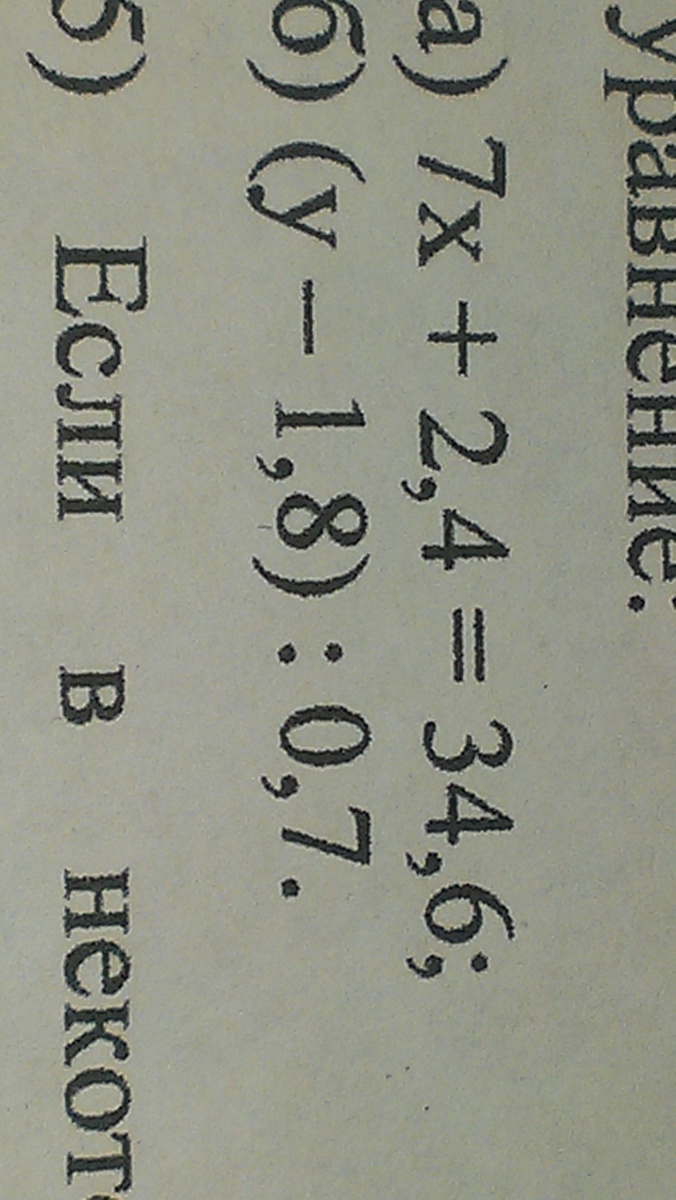 уравнение:
а) 7x + 2,4 = 34,6;
б) (y − 1,8) : 0,7.
5) Если в некот